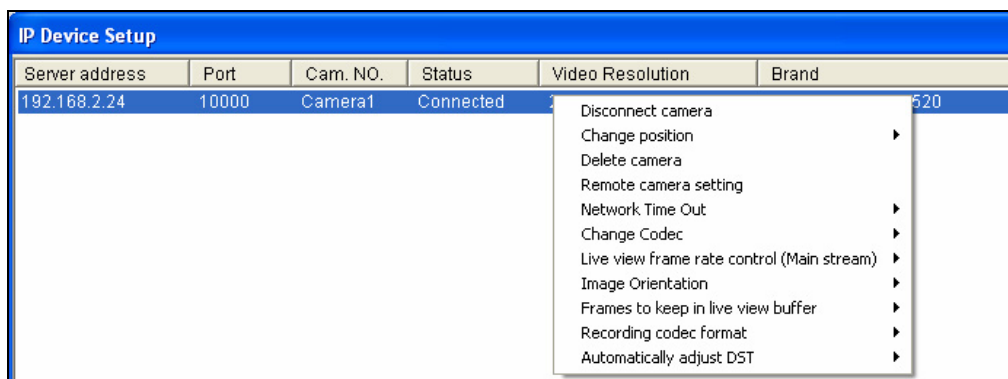 IP Device Setup
Server address Port Cam. NO. Status Video Resolution Brand
192.168.2.24 10000 Camera1 Connected 520
Disconnect camera
Change position
Delete camera
Remote camera setting
Network Time Out
Change Codec
Live view frame rate control (Main stream)
Image Orientation
Frames to keep in live view buffer
Recording codec format
Automatically adjust DST